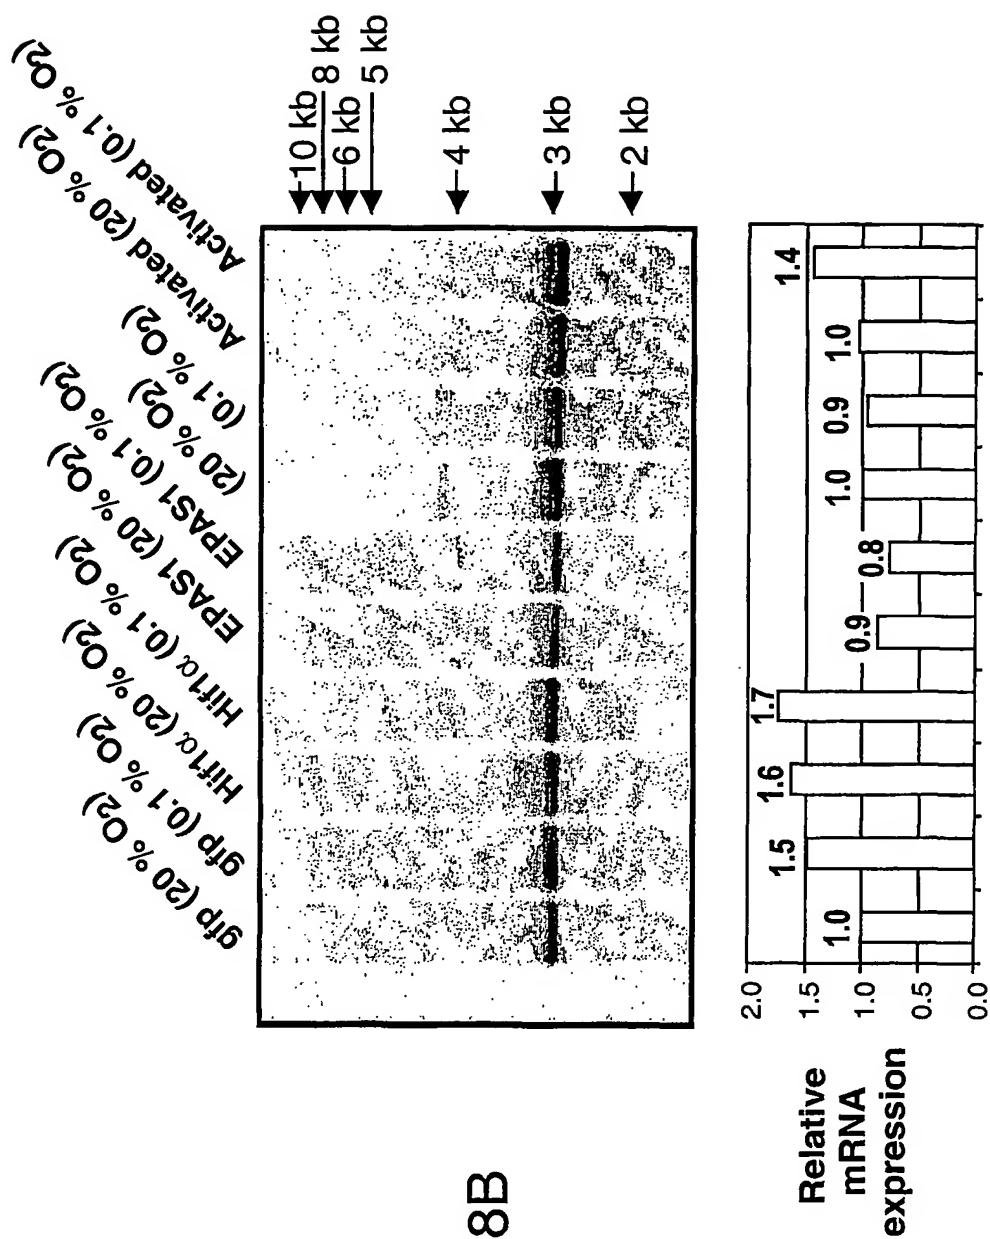 gfp (20 % O2)
gfp (0.1 % O2)
Hif1α (20 % O2)
Hif1α (0.1 % O2)
EPAS1 (20 % O2)
EPAS1 (0.1 % O2)
(20 % O2)
(0.1 % O2)
Activated (20 % O2)
Activated (0.1 % O2)
10 kb
8 kb
6 kb
5 kb
4 kb
3 kb
2 kb
8B
Relative
mRNA
expression
2.0
1.5
1.0
0.5
0.0
1.0
1.5
1.6
1.7
0.9
0.8
1.0
0.9
1.0
1.4